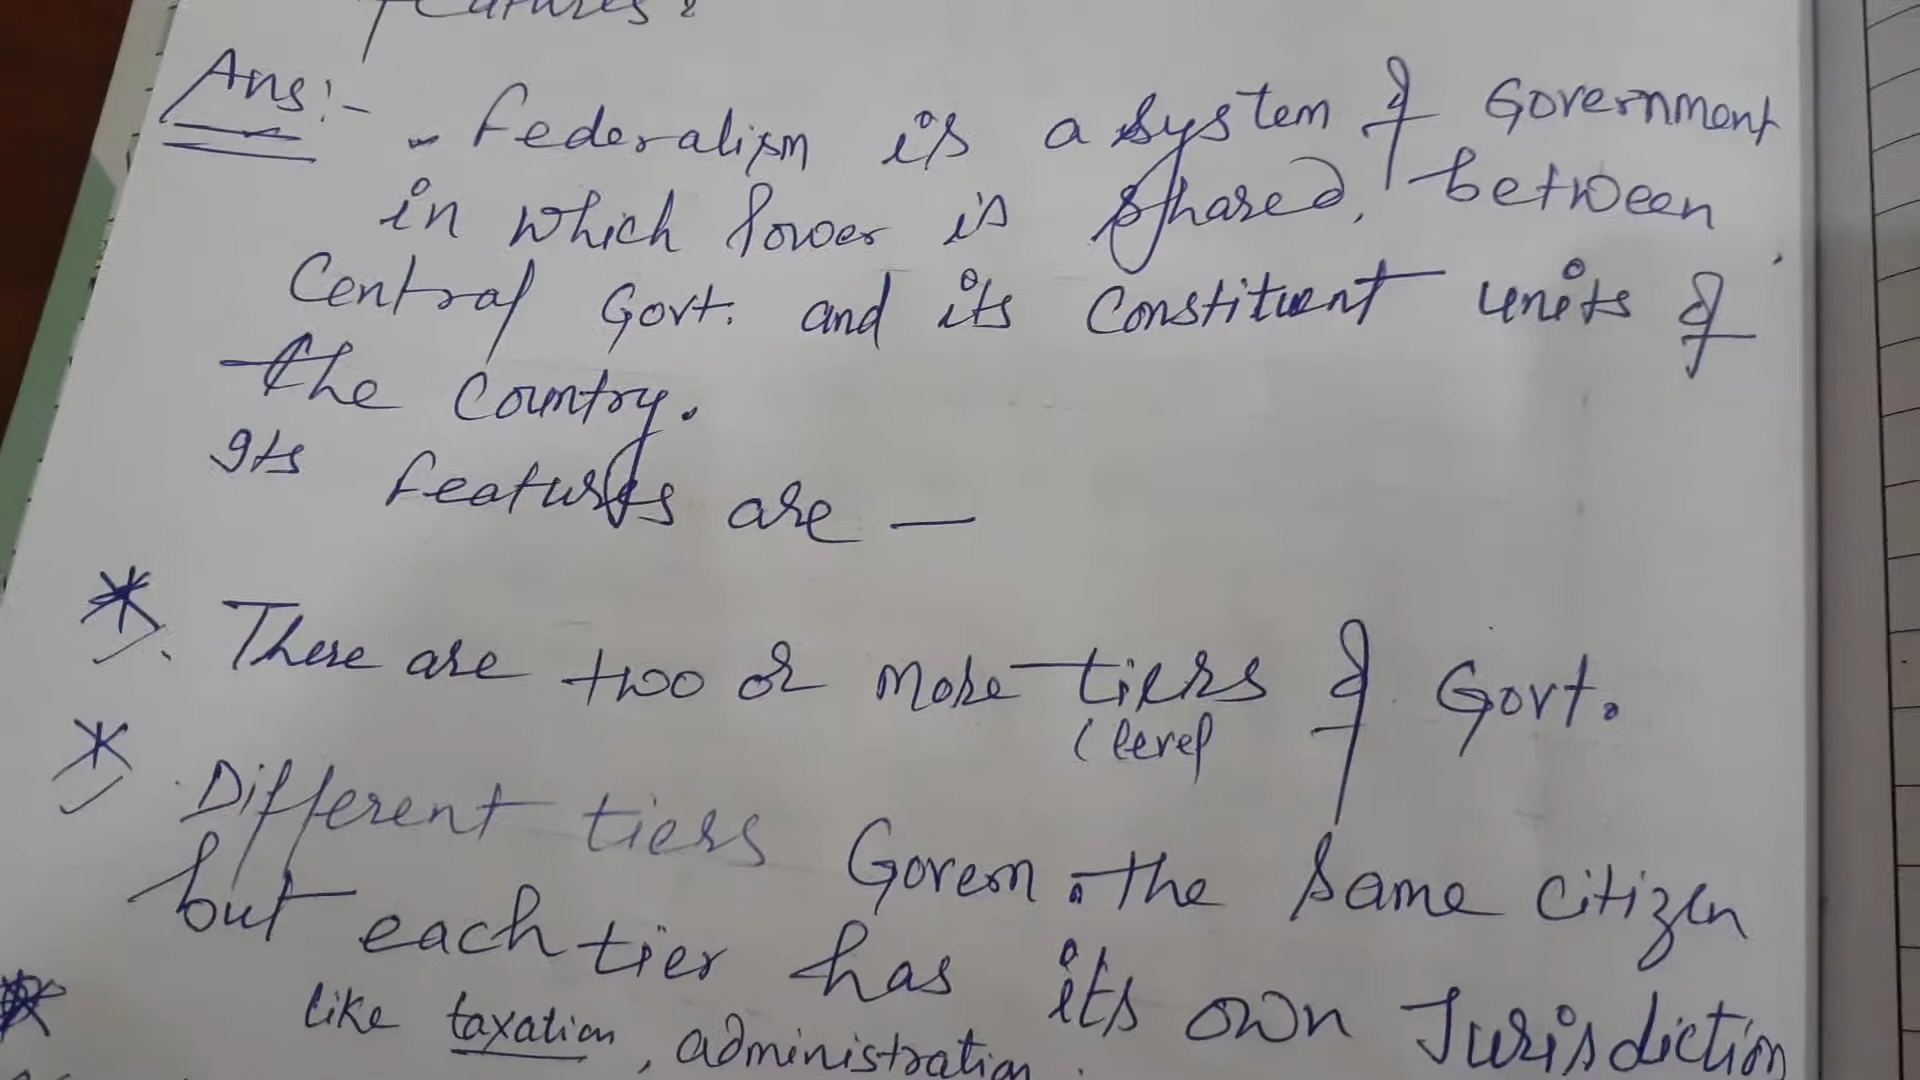 features?
Ans:- - Federalism is a system of Government
in which Power is shared, between
Central Govt. and its Constituent units of
the Country.
Its features are —
* There are two or more tiers of Govt.
(level
* Different tiers Govern the same citizen
but each tier has its own Jurisdiction
* like taxation, administration.